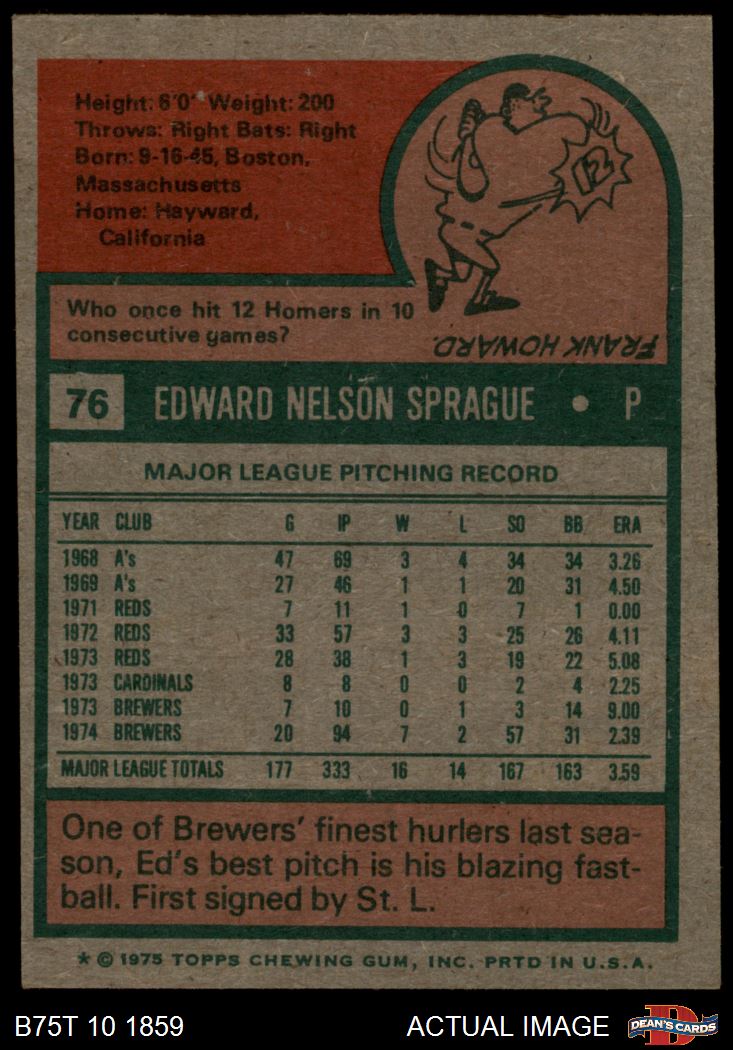 Height: 6'0" Weight: 200
Throws: Right Bats: Right
Born: 9-16-45, Boston,
Massachusetts
Home: Hayward,
California
12
Who once hit 12 Homers in 10
consecutive games?
FRANK HOWARD.
76 EDWARD NELSON SPRAGUE • P
MAJOR LEAGUE PITCHING RECORD
YEAR CLUB G IP W L SO BB ERA
1968 A's 47 69 3 4 34 34 3.26
1969 A's 27 46 1 1 20 31 4.50
1971 REDS 7 11 1 0 7 1 0.00
1972 REDS 33 57 3 3 25 26 4.11
1973 REDS 28 38 1 3 19 22 5.08
1973 CARDINALS 8 8 0 0 2 4 2.25
1973 BREWERS 7 10 0 1 3 14 9.00
1974 BREWERS 20 94 7 2 57 31 2.39
MAJOR LEAGUE TOTALS 177 333 16 14 167 163 3.59
One of Brewers' finest hurlers last sea-
son, Ed's best pitch is his blazing fast-
ball. First signed by St. L.
* © 1975 TOPPS CHEWING GUM, INC. PRTD IN U.S.A.
B75T 10 1859 ACTUAL IMAGE D DEAN'S CARDS